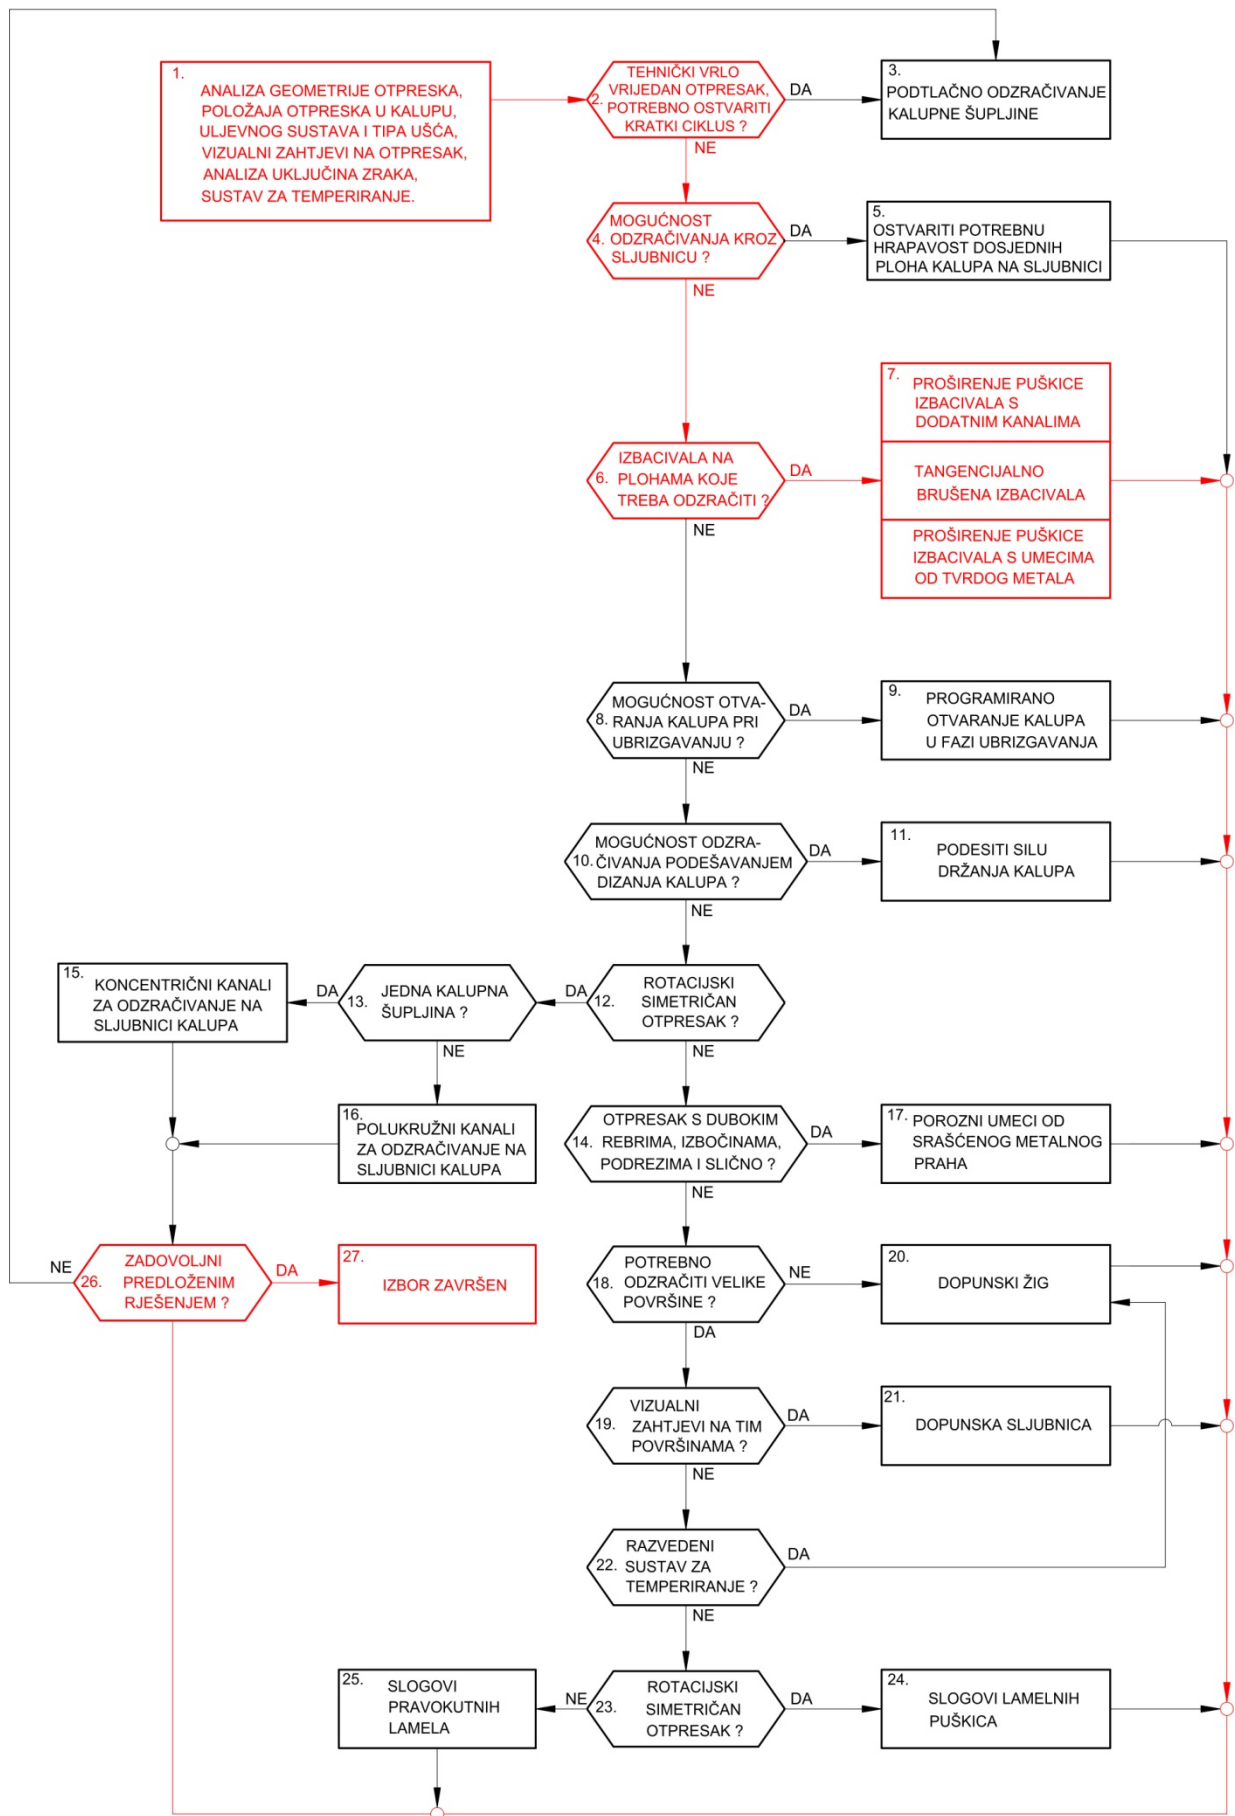 1.
ANALIZA GEOMETRIJE OTPRESKA,
POLOŽAJA OTPRESKA U KALUPU,
ULJEVNOG SUSTAVA I TIPA UŠĆA,
VIZUALNI ZAHTJEVI NA OTPRESAK,
ANALIZA UKLJUČINA ZRAKA,
SUSTAV ZA TEMPERIRANJE.
TEHNIČKI VRLO
VRIJEDAN OTPRESAK,
2. POTREBNO OSTVARITI
KRATKI CIKLUS ?
DA
NE
3.
PODTLAČNO ODZRAČIVANJE
KALUPNE ŠUPLJINE
MOGUĆNOST
4. ODZRAČIVANJA KROZ
SLJUBNICU ?
DA
NE
5.
OSTVARITI POTREBNU
HRAPAVOST DOSJEDNIH
PLOHA KALUPA NA SLJUBNICI
IZBACIVALA NA
6. PLOHAMA KOJE
TREBA ODZRAČITI ?
DA
NE
7. PROŠIRENJE PUŠKICE
IZBACIVALA S
DODATNIM KANALIMA
TANGENCIJALNO
BRUŠENA IZBACIVALA
PROŠIRENJE PUŠKICE
IZBACIVALA S UMECIMA
OD TVRDOG METALA
MOGUĆNOST OTVA-
8. RANJA KALUPA PRI
UBRIZGAVANJU ?
DA
NE
9.
PROGRAMIRANO
OTVARANJE KALUPA
U FAZI UBRIZGAVANJA
MOGUĆNOST ODZRA-
10. ČIVANJA PODEŠAVANJEM
DIZANJA KALUPA ?
DA
NE
11.
PODESITI SILU
DRŽANJA KALUPA
ROTACIJSKI
12. SIMETRIČAN
OTPRESAK ?
DA
NE
JEDNA KALUPNA
13. ŠUPLJINA ?
DA
NE
15.
KONCENTRIČNI KANALI
ZA ODZRAČIVANJE NA
SLJUBNICI KALUPA
16.
POLUKRUŽNI KANALI
ZA ODZRAČIVANJE NA
SLJUBNICI KALUPA
OTPRESAK S DUBOKIM
14. REBRIMA, IZBOČINAMA,
PODREZIMA I SLIČNO ?
DA
NE
17. POROZNI UMECI OD
SRAŠĆENOG METALNOG
PRAHA
ZADOVOLJNI
26. PREDLOŽENIM
RJEŠENJEM ?
NE
DA
27.
IZBOR ZAVRŠEN
POTREBNO
18. ODZRAČITI VELIKE
POVRŠINE ?
NE
DA
20.
DOPUNSKI ŽIG
VIZUALNI
19. ZAHTJEVI NA TIM
POVRŠINAMA ?
DA
NE
21.
DOPUNSKA SLJUBNICA
RAZVEDENI
22. SUSTAV ZA
TEMPERIRANJE ?
DA
NE
ROTACIJSKI
23. SIMETRIČAN
OTPRESAK ?
NE
DA
25.
SLOGOVI
PRAVOKUTNIH
LAMELA
24.
SLOGOVI LAMELNIH
PUŠKICA